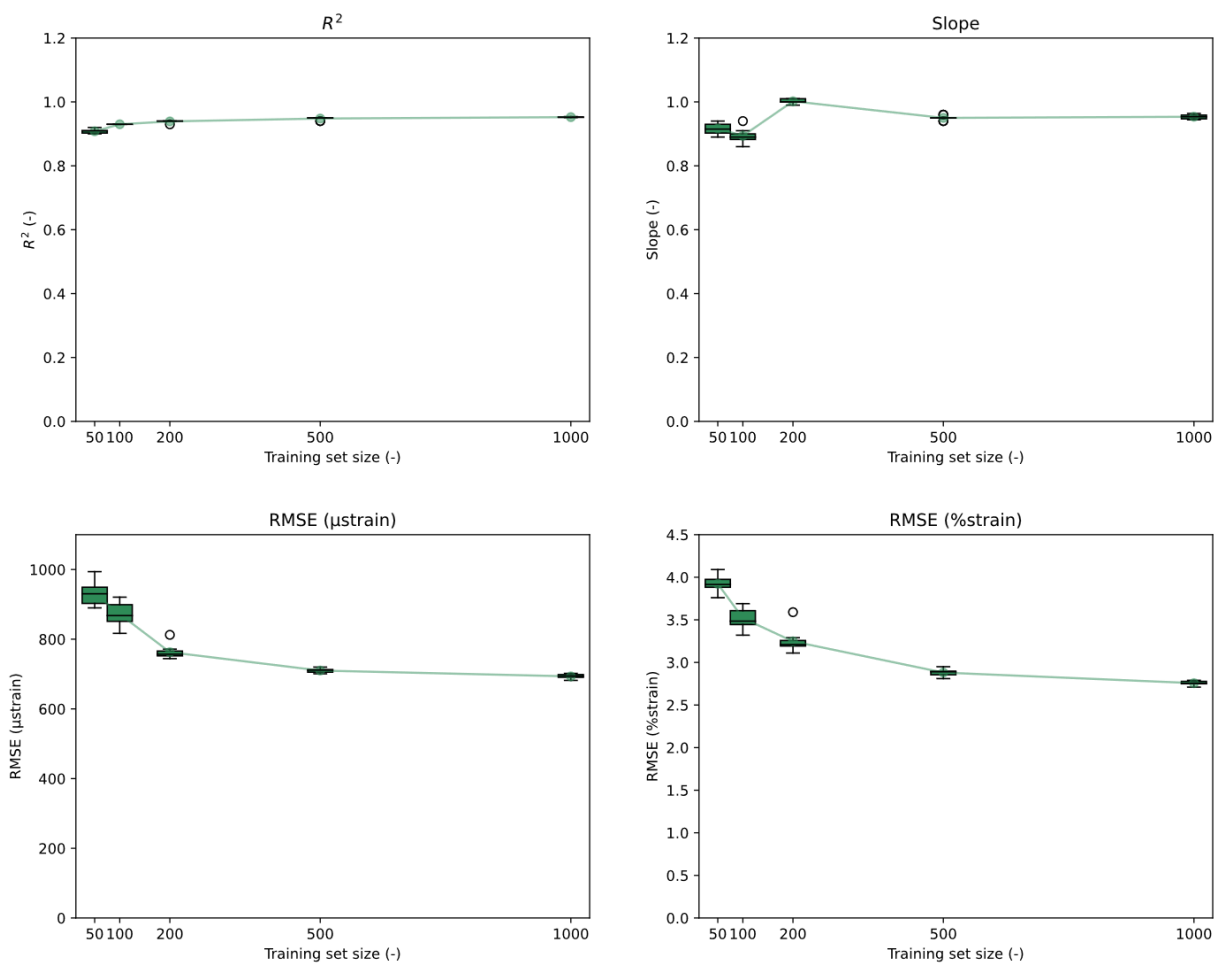 R²
1.2
1.0
0.8
0.6
0.4
0.2
0.0
R² (-)
50 100 200 500 1000
Training set size (-)
Slope
1.2
1.0
0.8
0.6
0.4
0.2
0.0
Slope (-)
50 100 200 500 1000
Training set size (-)
RMSE (μstrain)
1000
800
600
400
200
0
RMSE (μstrain)
50 100 200 500 1000
Training set size (-)
RMSE (%strain)
4.5
4.0
3.5
3.0
2.5
2.0
1.5
1.0
0.5
0.0
RMSE (%strain)
50 100 200 500 1000
Training set size (-)